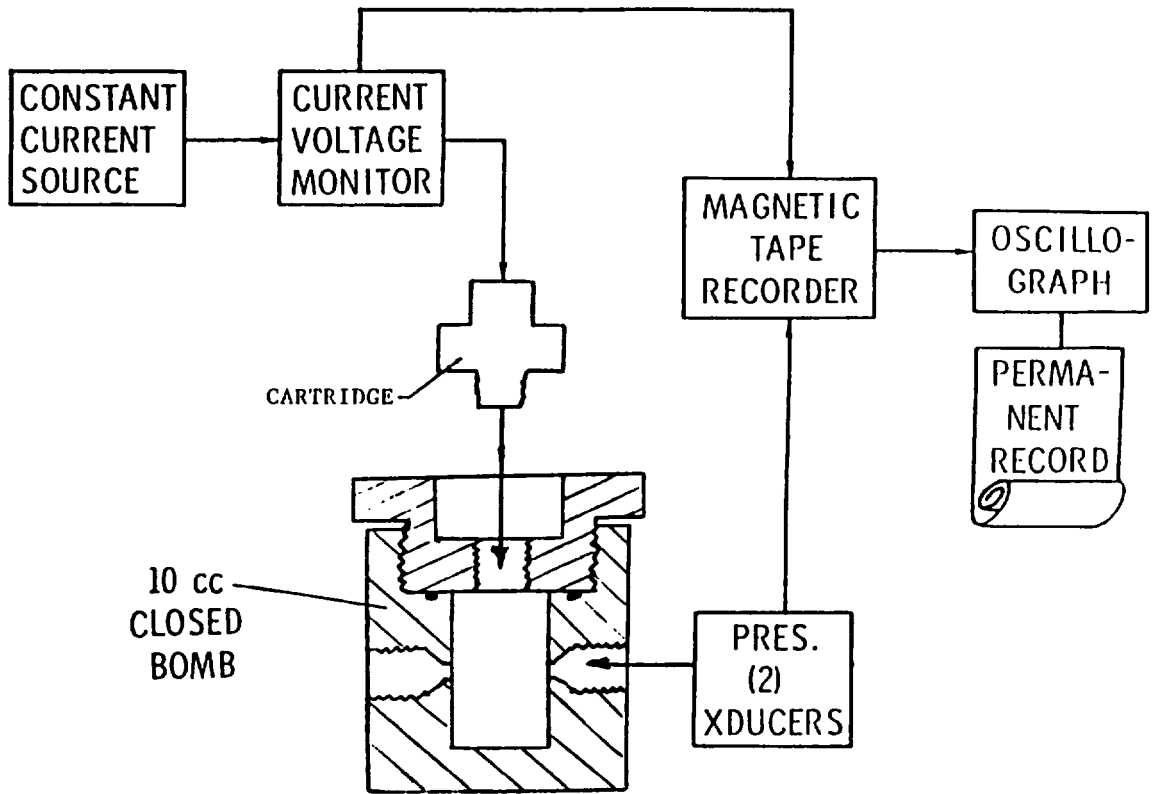 CONSTANT
CURRENT
SOURCE
CURRENT
VOLTAGE
MONITOR
MAGNETIC
TAPE
RECORDER
OSCILLO-
GRAPH
PERMA-
NENT
RECORD
CARTRIDGE
10 CC
CLOSED
BOMB
PRES.
(2)
XDUCERS